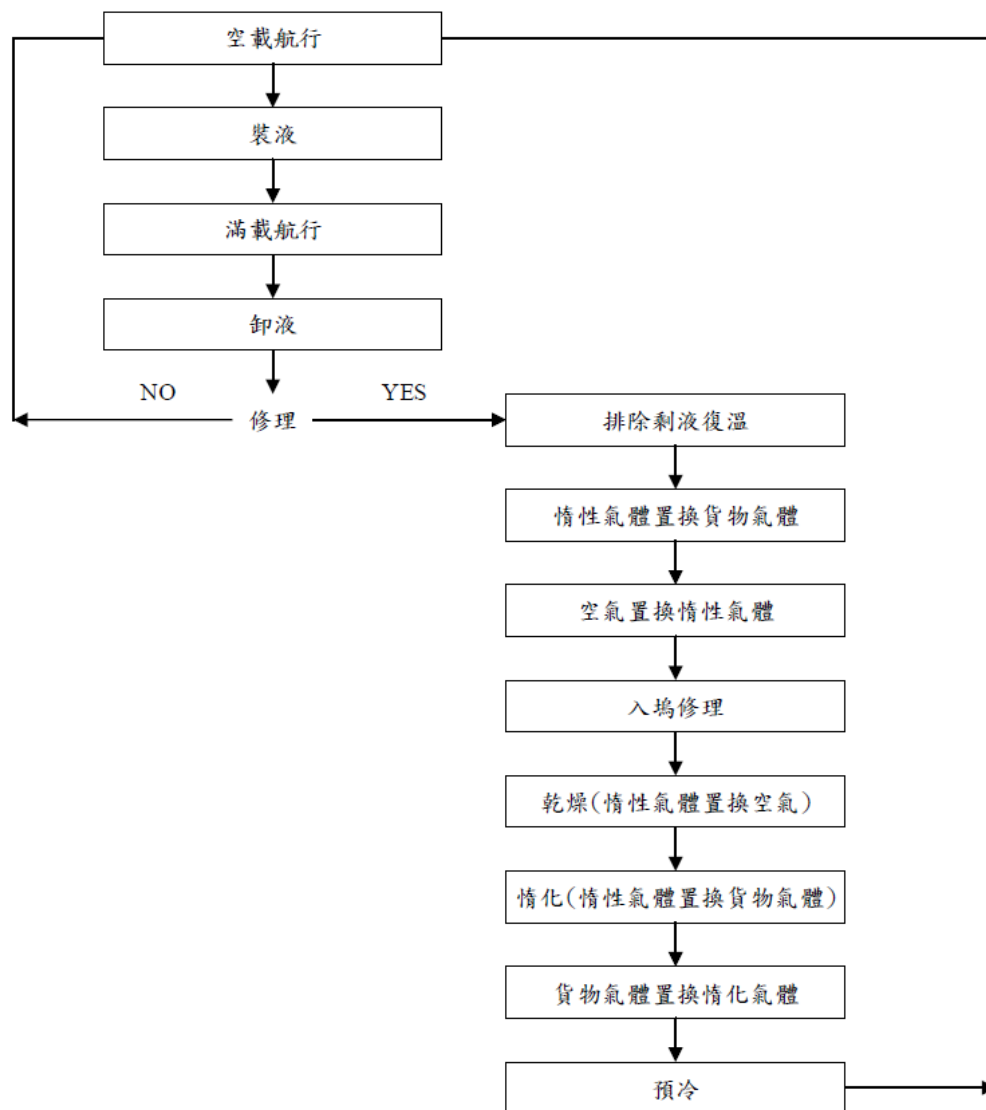 空載航行
裝液
滿載航行
卸液
NO
修理
YES
排除剩液復溫
惰性氣體置換貨物氣體
空氣置換惰性氣體
入塢修理
乾燥(惰性氣體置換空氣)
惰化(惰性氣體置換貨物氣體)
貨物氣體置換惰化氣體
預冷